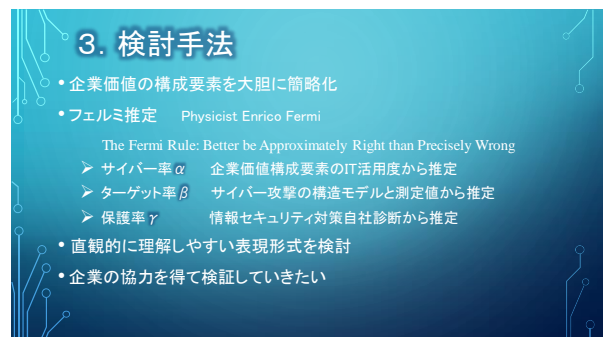 3. 検討手法
• 企業価値の構成要素を大胆に簡略化
• フェルミ推定 Physicist Enrico Fermi
The Fermi Rule: Better be Approximately Right than Precisely Wrong
➢ サイバー率α 企業価値構成要素のIT活用度から推定
➢ ターゲット率β サイバー攻撃の構造モデルと測定値から推定
➢ 保護率γ 情報セキュリティ対策自社診断から推定
• 直観的に理解しやすい表現形式を検討
• 企業の協力を得て検証していきたい